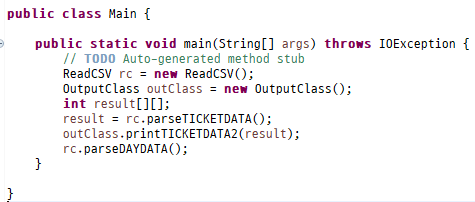 public class Main {
public static void main(String[] args) throws IOException {
// TODO Auto-generated method stub
ReadCSV rc = new ReadCSV();
OutputClass outClass = new OutputClass();
int result[][];
result = rc.parseTICKETDATA();
outClass.printTICKETDATA2(result);
rc.parseDAYDATA();
}
}